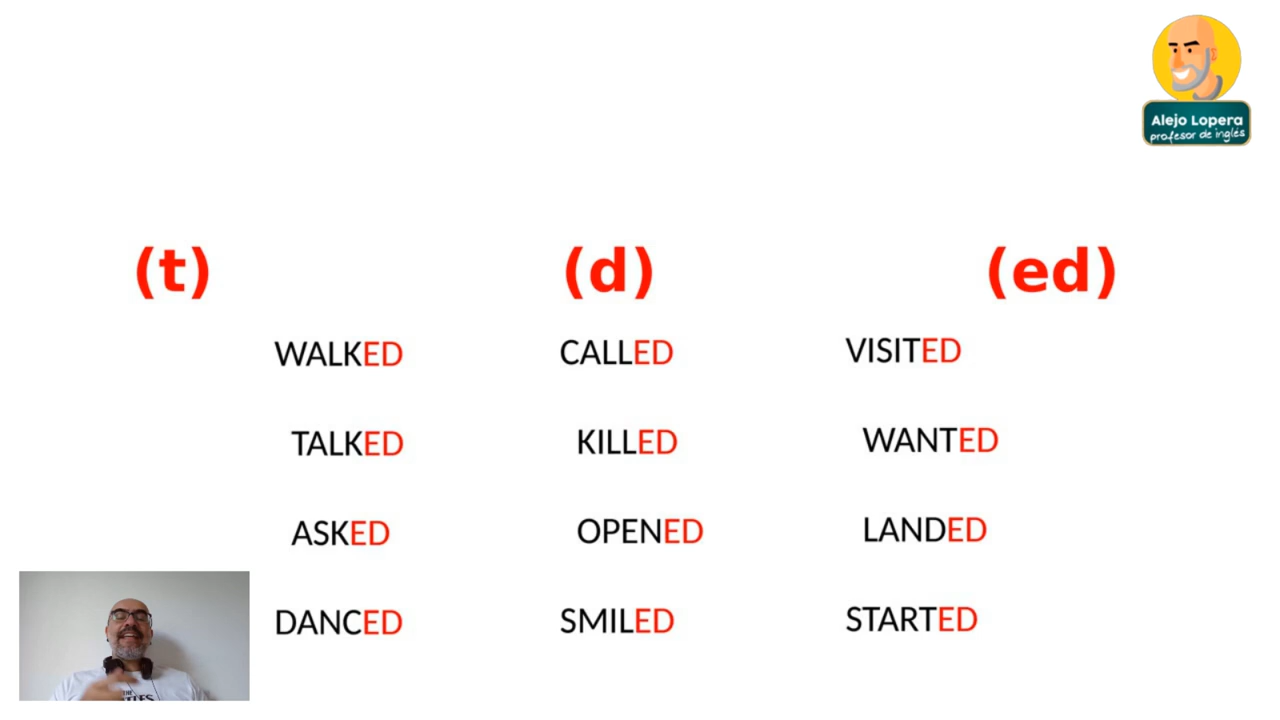 Alejo Lopera
profesor de inglés
(t) (d) (ed)
WALKED CALLED VISITED
TALKED KILLED WANTED
ASKED OPENED LANDED
DANCED SMILED STARTED